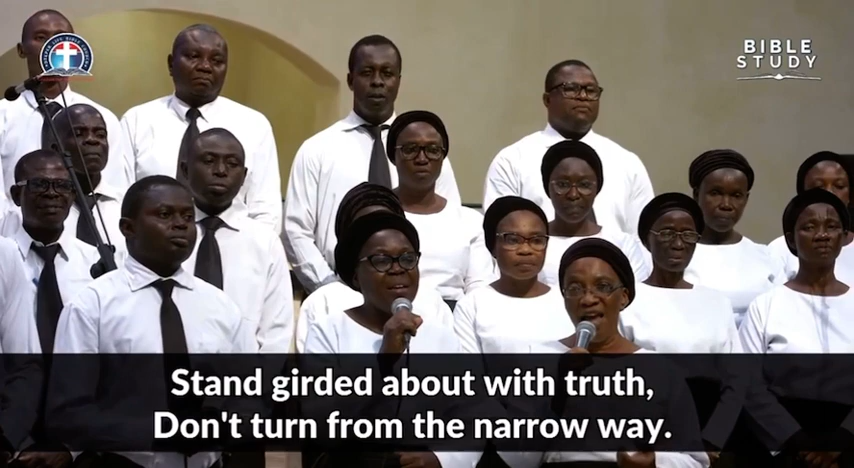 BIBLE
STUDY
Stand girded about with truth,
Don't turn from the narrow way.